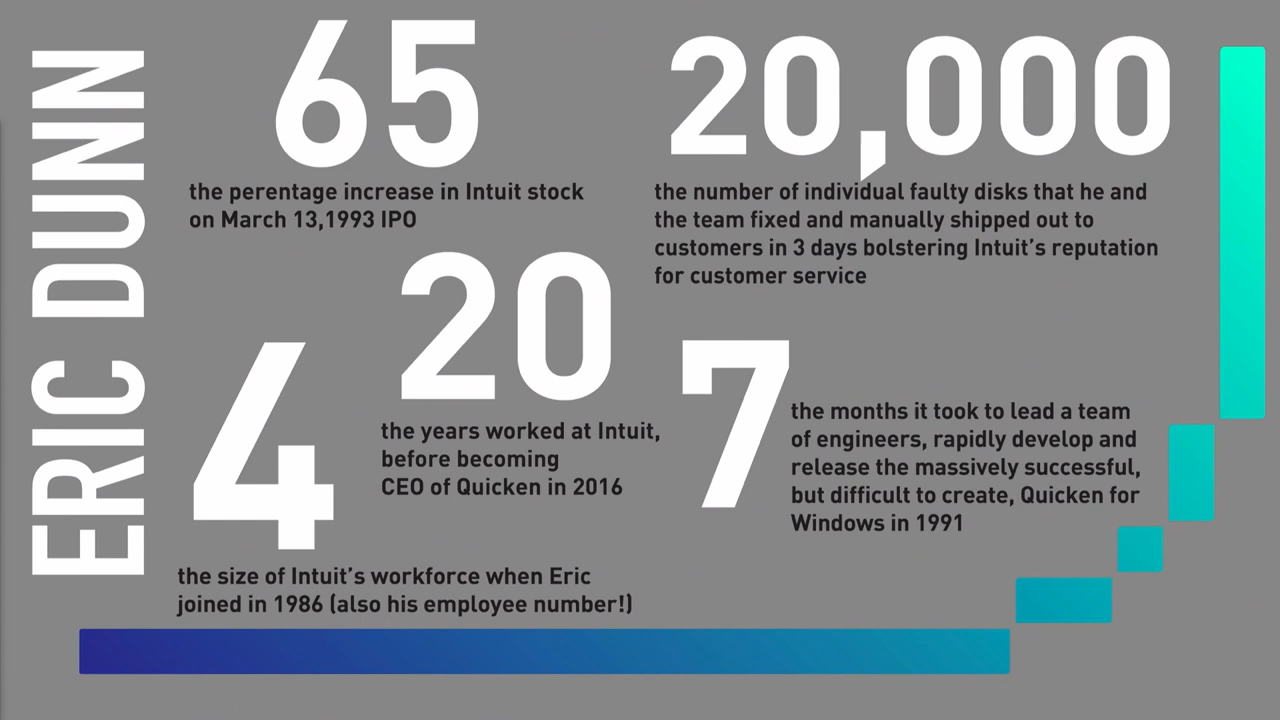 ERIC DUNN
65
the perentage increase in Intuit stock
on March 13,1993 IPO
20,000
the number of individual faulty disks that he and
the team fixed and manually shipped out to
customers in 3 days bolstering Intuit's reputation
for customer service
20
the years worked at Intuit,
before becoming
CEO of Quicken in 2016
4
the size of Intuit's workforce when Eric
joined in 1986 (also his employee number!)
7
the months it took to lead a team
of engineers, rapidly develop and
release the massively successful,
but difficult to create, Quicken for
Windows in 1991